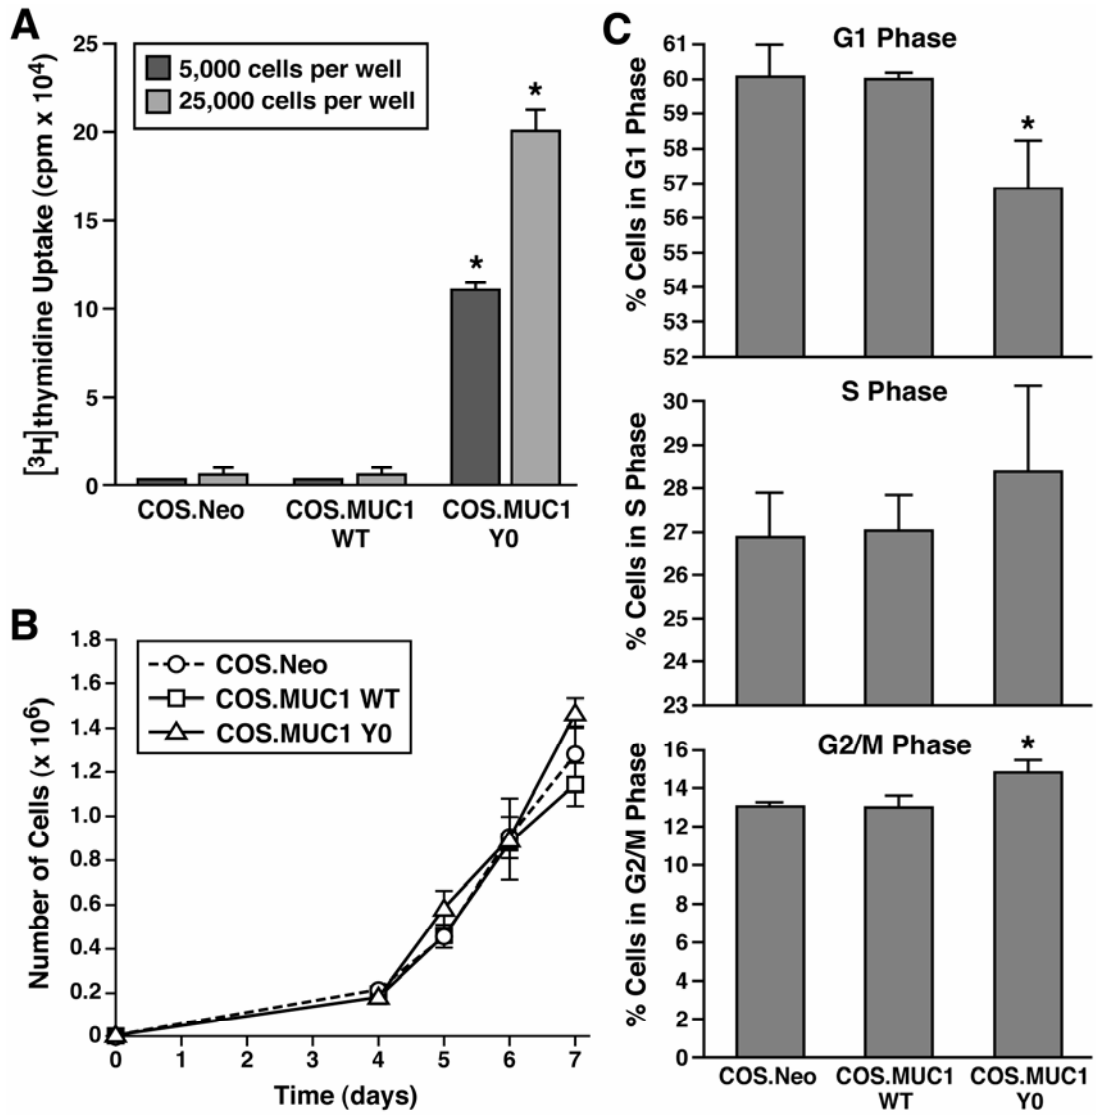 A
[3H]thymidine Uptake (cpm x 10^4)
25
20
15
10
5
0
5,000 cells per well
25,000 cells per well
*
*
COS.Neo
COS.MUC1
WT
COS.MUC1
Y0
B
Number of Cells (x 10^6)
1.8
1.6
1.4
1.2
1.0
0.8
0.6
0.4
0.2
0
COS.Neo
COS.MUC1 WT
COS.MUC1 Y0
0 1 2 3 4 5 6 7
Time (days)
C
G1 Phase
% Cells in G1 Phase
61
60
59
58
57
56
55
54
53
52
*
S Phase
% Cells in S Phase
30
29
28
27
26
25
24
23
G2/M Phase
% Cells in G2/M Phase
16
14
12
10
8
6
4
2
0
*
COS.Neo
COS.MUC1
WT
COS.MUC1
Y0